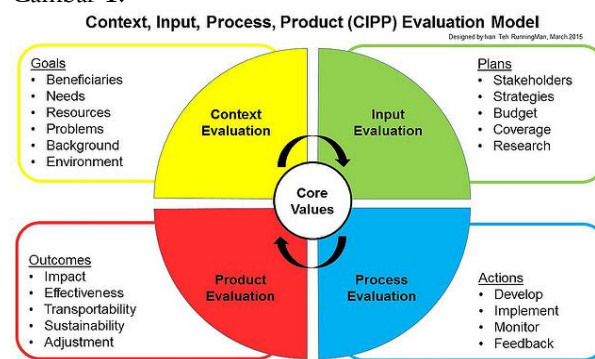 Gambar 1.
Context, Input, Process, Product (CIPP) Evaluation Model
Designed by Ivan Teh RunningMan, March 2015
Goals
• Beneficiaries
• Needs
• Resources
• Problems
• Background
• Environment
Context
Evaluation
Input
Evaluation
Plans
• Stakeholders
• Strategies
• Budget
• Coverage
• Research
Core
Values
Outcomes
• Impact
• Effectiveness
• Transportability
• Sustainability
• Adjustment
Product
Evaluation
Process
Evaluation
Actions
• Develop
• Implement
• Monitor
• Feedback